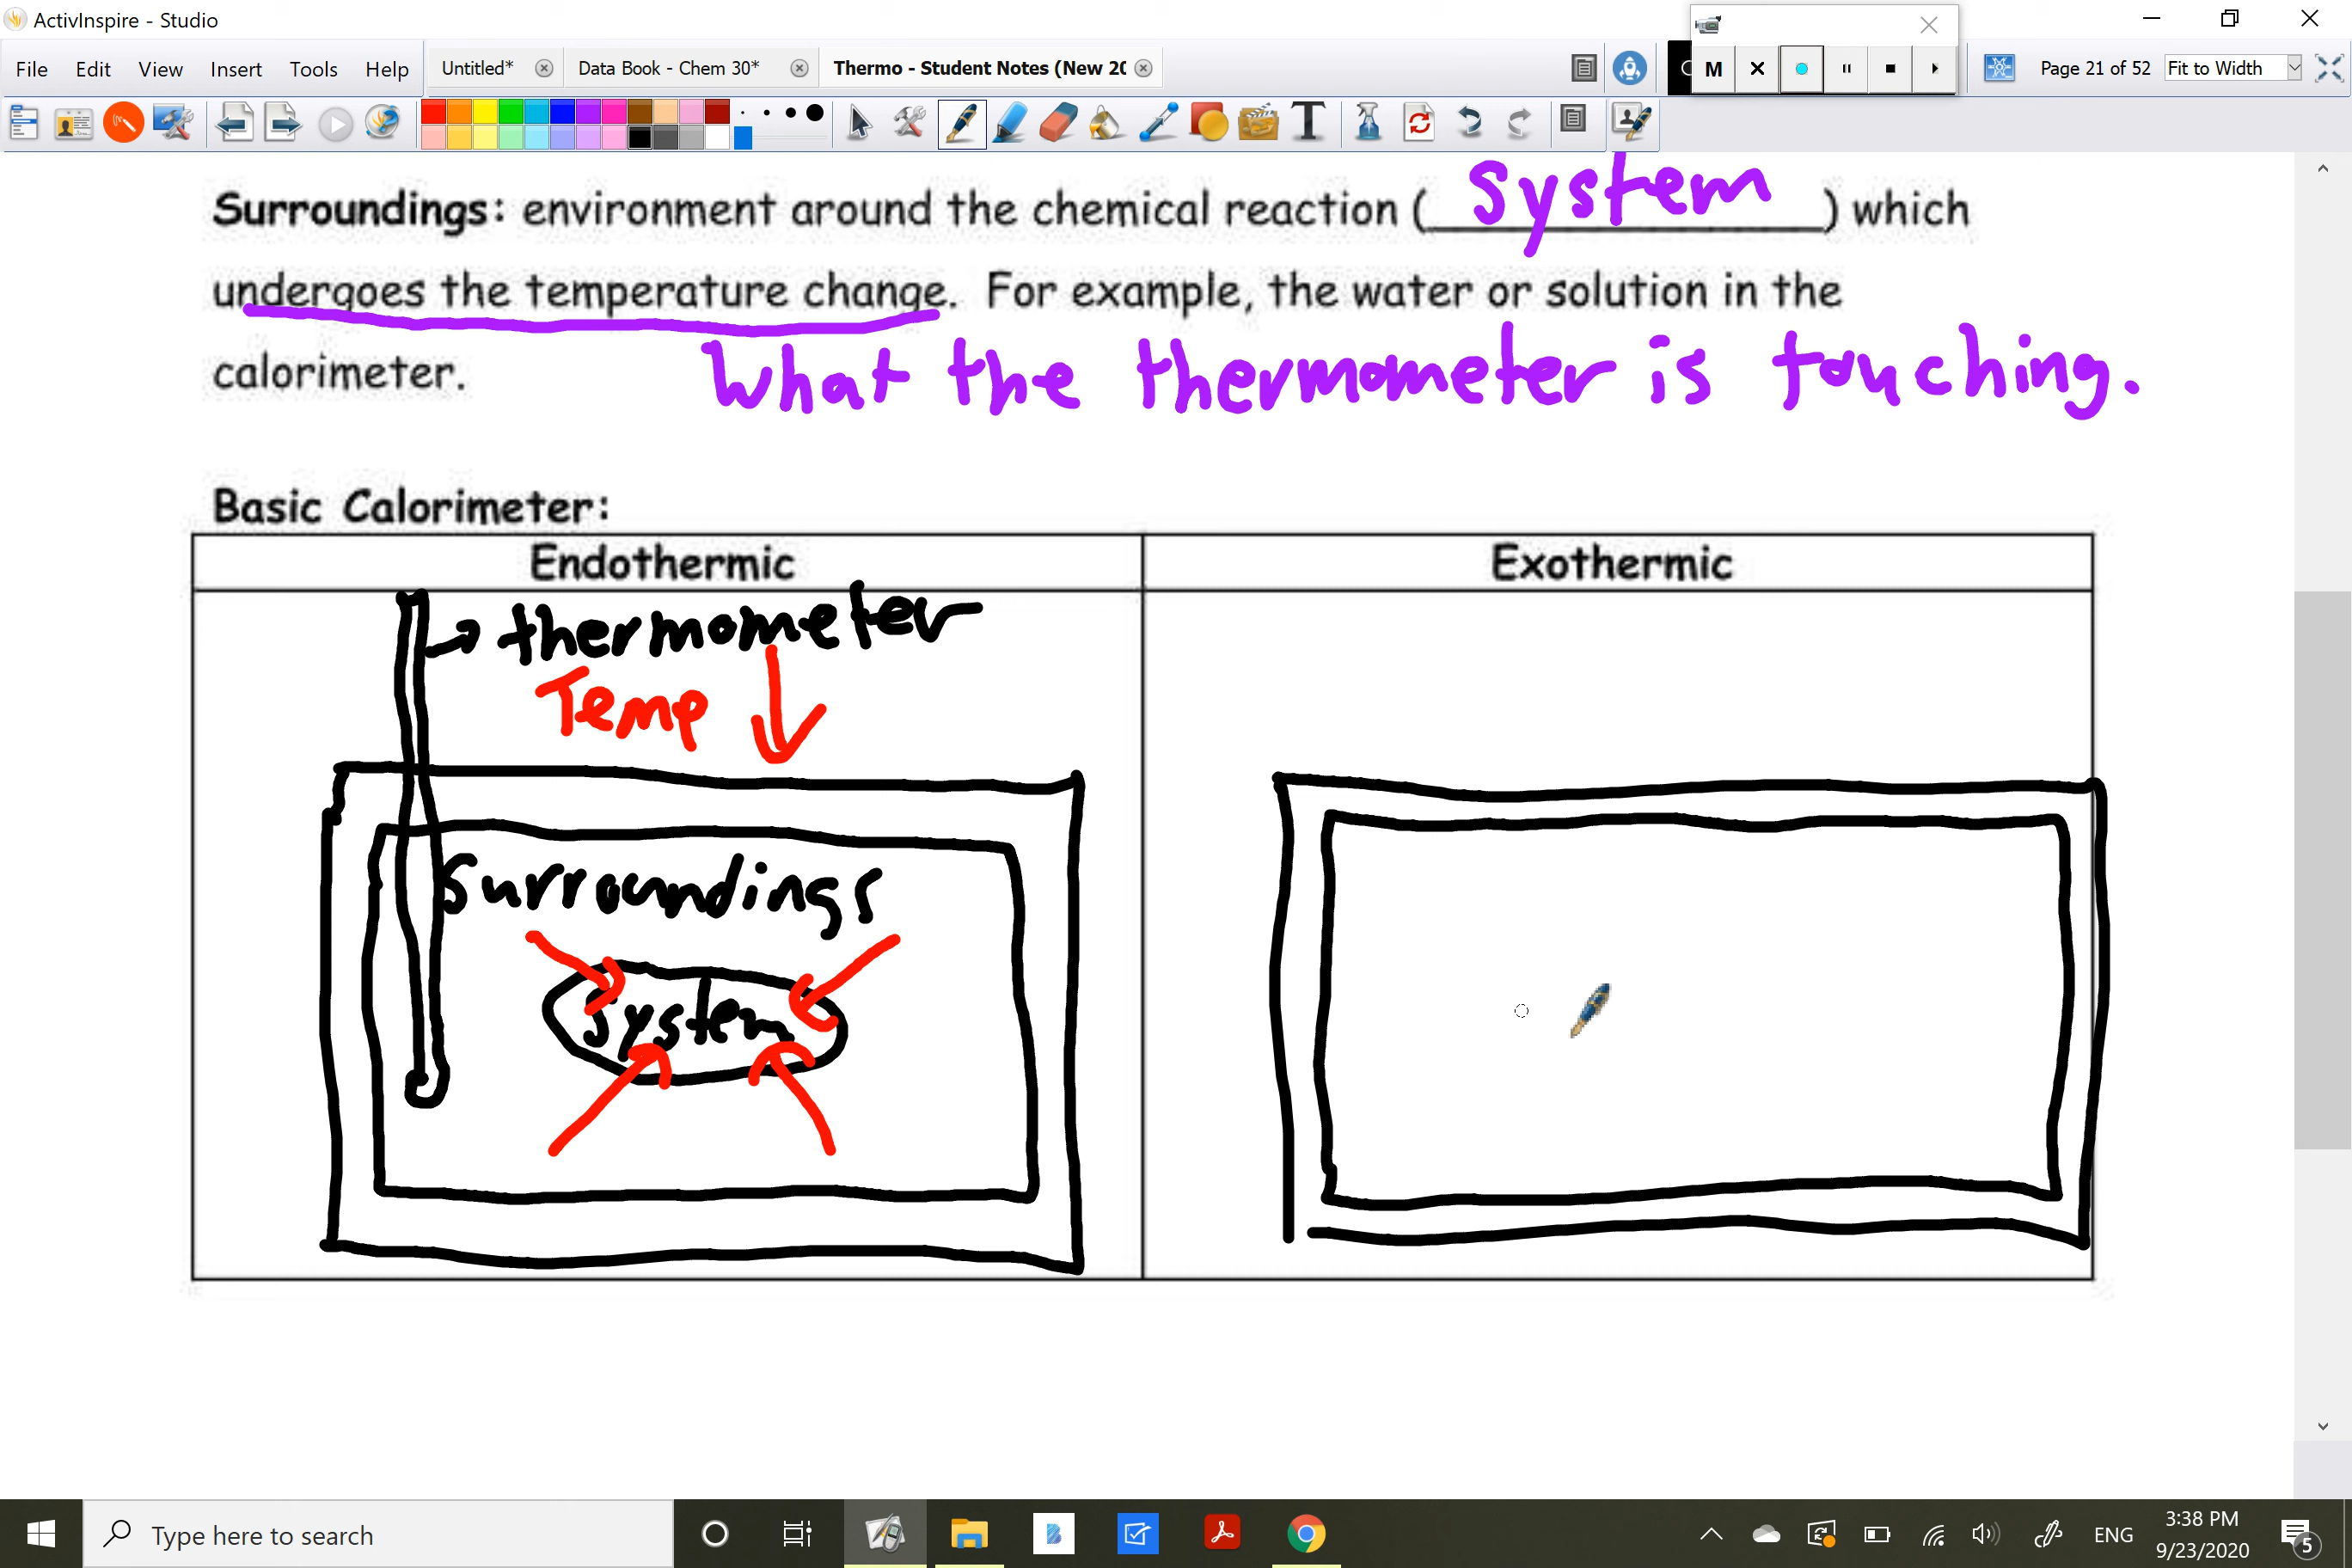 ActivInspire - Studio
File Edit View Insert Tools Help
Untitled* Data Book - Chem 30* Thermo - Student Notes (New 20
M
Page 21 of 52 Fit to Width
Surroundings: environment around the chemical reaction (system) which
undergoes the temperature change. For example, the water or solution in the
calorimeter. What the thermometer is touching.
Basic Calorimeter:
Endothermic Exothermic
thermometer
Temp
Surroundings
System
Type here to search
ENG
3:38 PM
9/23/2020
5